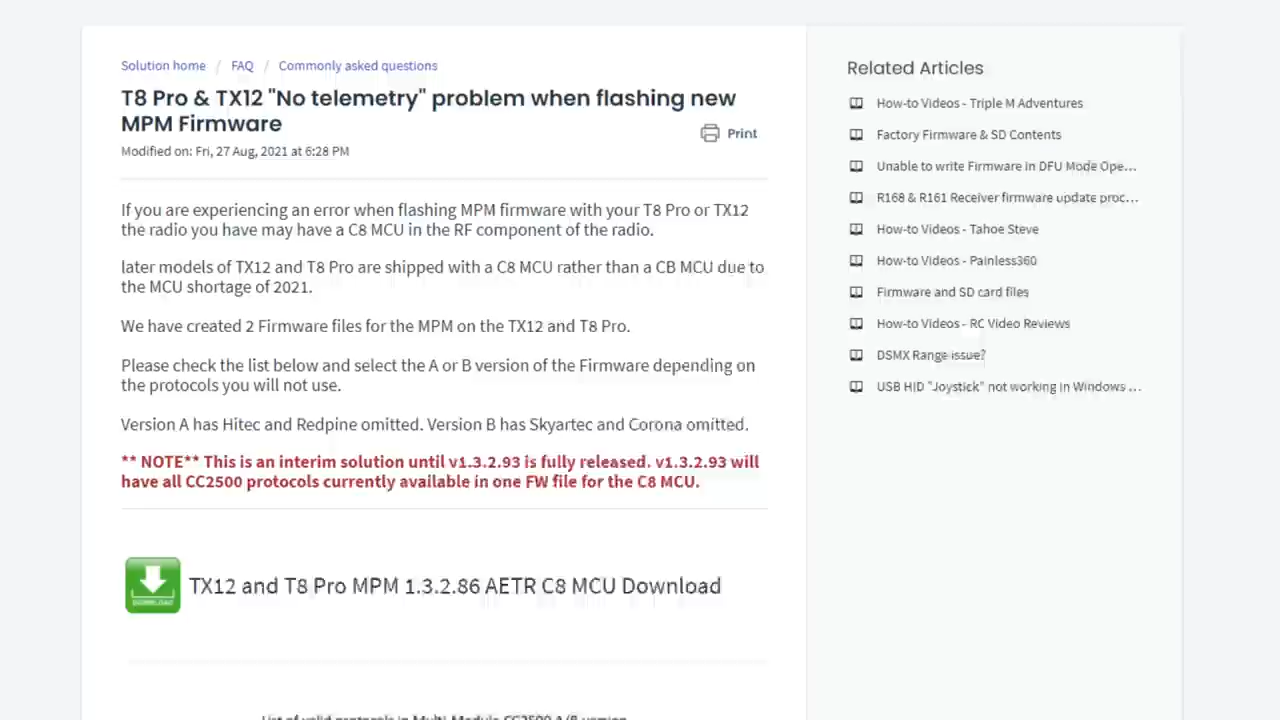 Solution home / FAQ / Commonly asked questions
T8 Pro & TX12 "No telemetry" problem when flashing new
MPM Firmware
Print
Modified on: Fri, 27 Aug, 2021 at 6:28 PM
If you are experiencing an error when flashing MPM firmware with your T8 Pro or TX12
the radio you have may have a C8 MCU in the RF component of the radio.
later models of TX12 and T8 Pro are shipped with a C8 MCU rather than a CB MCU due to
the MCU shortage of 2021.
We have created 2 Firmware files for the MPM on the TX12 and T8 Pro.
Please check the list below and select the A or B version of the Firmware depending on
the protocols you will not use.
Version A has Hitec and Redpine omitted. Version B has Skyartec and Corona omitted.
** NOTE** This is an interim solution until v1.3.2.93 is fully released. v1.3.2.93 will
have all CC2500 protocols currently available in one FW file for the C8 MCU.
DOWNLOAD
TX12 and T8 Pro MPM 1.3.2.86 AETR C8 MCU Download
List of valid protocols in Multi-Module CC2500 A/B version
Related Articles
How-to Videos - Triple M Adventures
Factory Firmware & SD Contents
Unable to write Firmware in DFU Mode Ope...
R168 & R161 Receiver firmware update proc...
How-to Videos - Tahoe Steve
How-to Videos - Painless360
Firmware and SD card files
How-to Videos - RC Video Reviews
DSMX Range issue?
USB HID "Joystick" not working in Windows ...